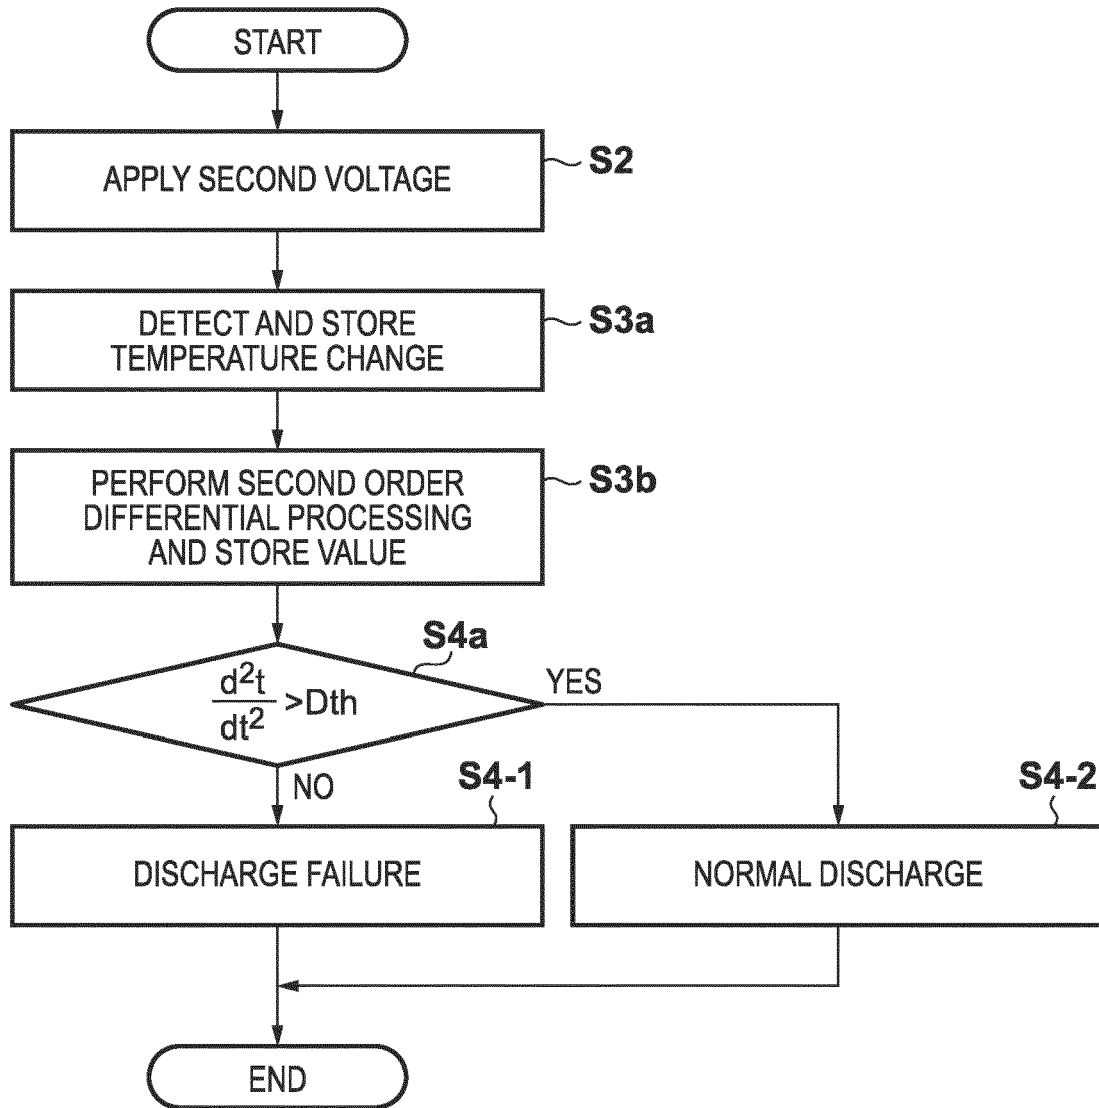 START
APPLY SECOND VOLTAGE
S2
DETECT AND STORE
TEMPERATURE CHANGE
S3a
PERFORM SECOND ORDER
DIFFERENTIAL PROCESSING
AND STORE VALUE
S3b
S4a
d²t/dt² >Dth
YES
NO
S4-1
DISCHARGE FAILURE
S4-2
NORMAL DISCHARGE
END